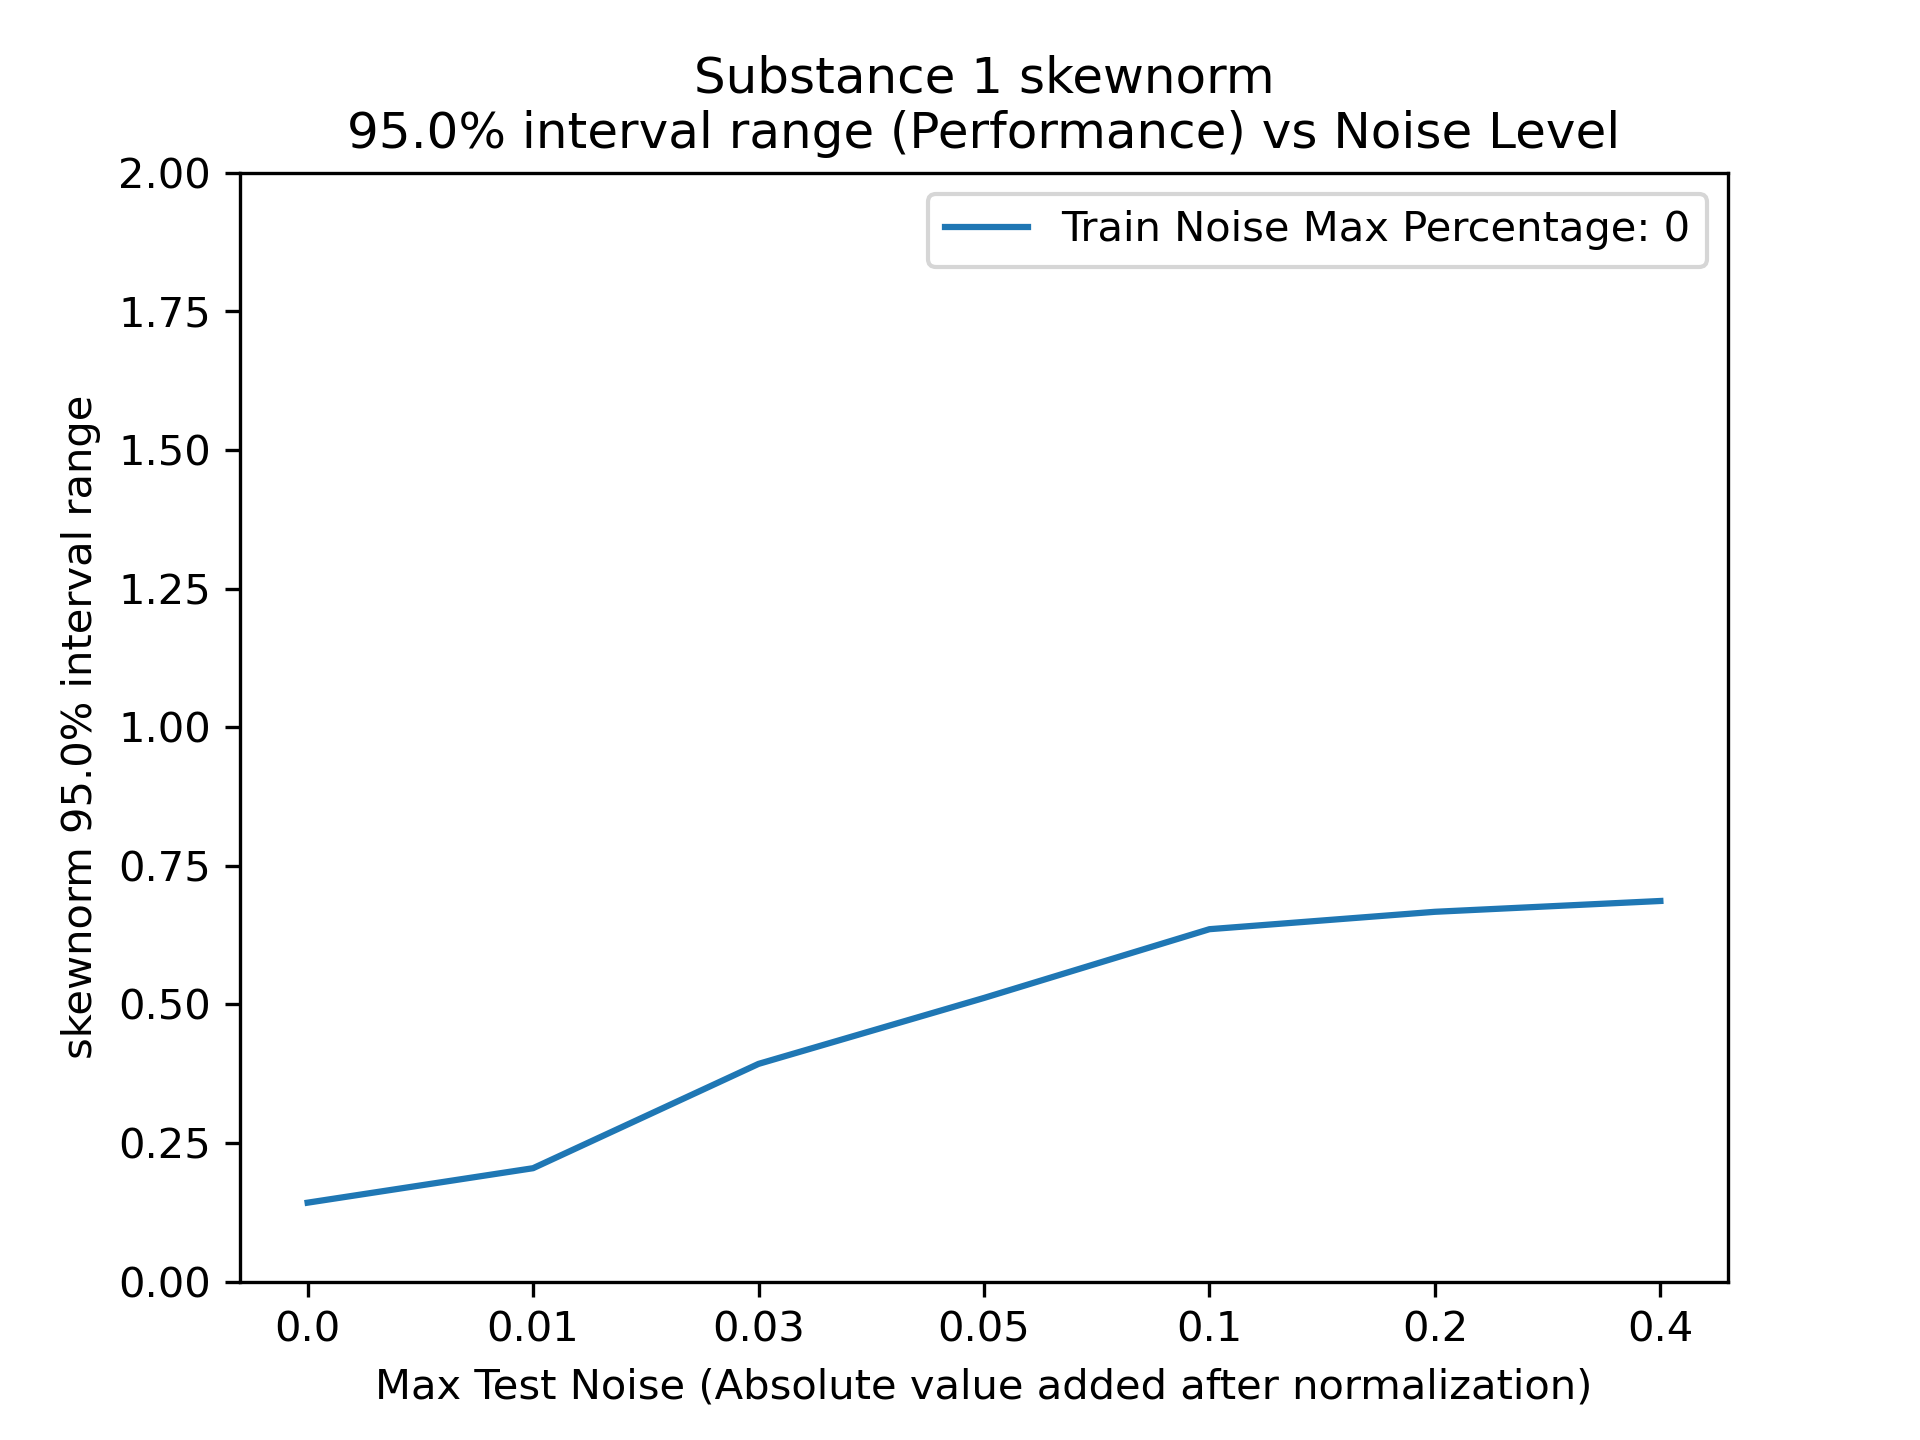 Substance 1 skewnorm
95.0% interval range (Performance) vs Noise Level
Train Noise Max Percentage: 0
skewnorm 95.0% interval range
2.00
1.75
1.50
1.25
1.00
0.75
0.50
0.25
0.00
0.0 0.01 0.03 0.05 0.1 0.2 0.4
Max Test Noise (Absolute value added after normalization)